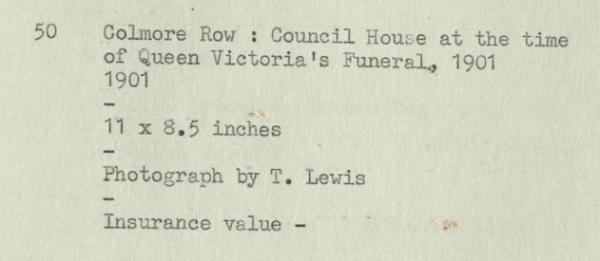 50 Colmore Row : Council House at the time
of Queen Victoria's Funeral, 1901
1901
-
11 x 8.5 inches
-
Photograph by T. Lewis
-
Insurance value -